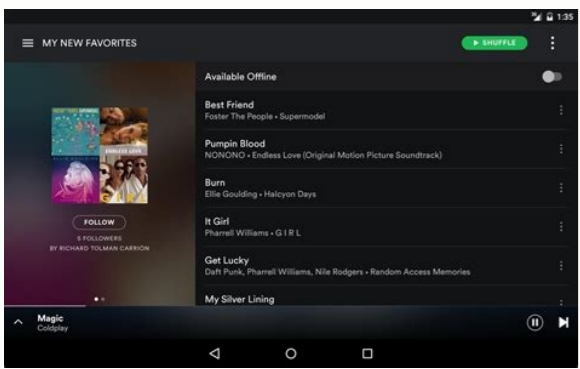 1:35
MY NEW FAVORITES
SHUFFLE
Available Offline
Best Friend
Foster The People • Supermodel
Pumpin Blood
NONONO • Endless Love (Original Motion Picture Soundtrack)
Burn
Ellie Goulding • Halcyon Days
It Girl
Pharrell Williams • G I R L
Get Lucky
Daft Punk, Pharrell Williams, Nile Rodgers • Random Access Memories
My Silver Lining
ENDLESS LOVE
G I R L
FOLLOW
6 FOLLOWERS
BY RICHARD TOLMAN CARRIÓN
Magic
Coldplay